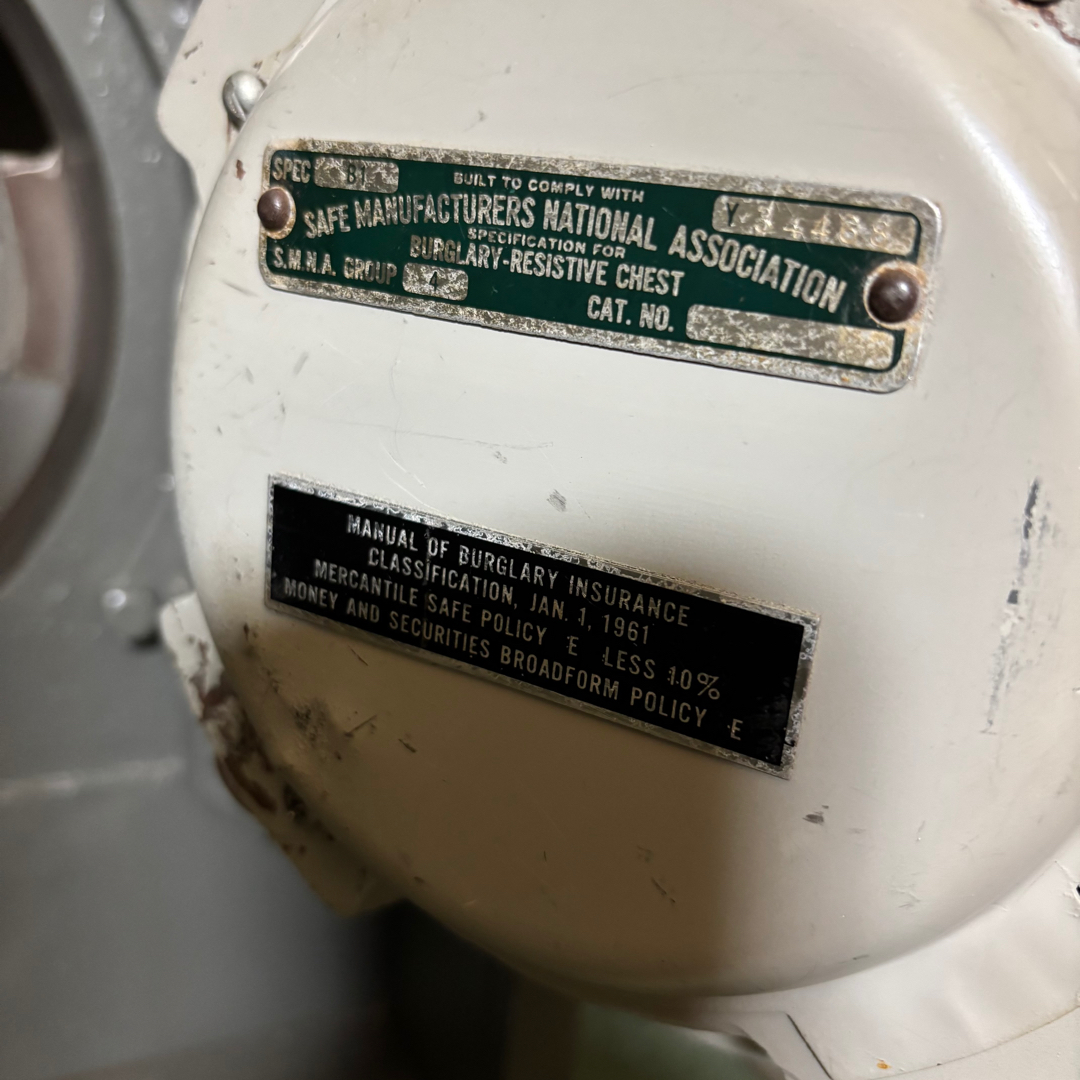 SPEC B1
BUILT TO COMPLY WITH
SAFE MANUFACTURERS NATIONAL ASSOCIATION
SPECIFICATION FOR
BURGLARY-RESISTIVE CHEST
S.M.N.A. GROUP 4
CAT. NO.
MANUAL OF BURGLARY INSURANCE
CLASSIFICATION, JAN. 1, 1961
MERCANTILE SAFE POLICY E LESS 10%
MONEY AND SECURITIES BROADFORM POLICY E